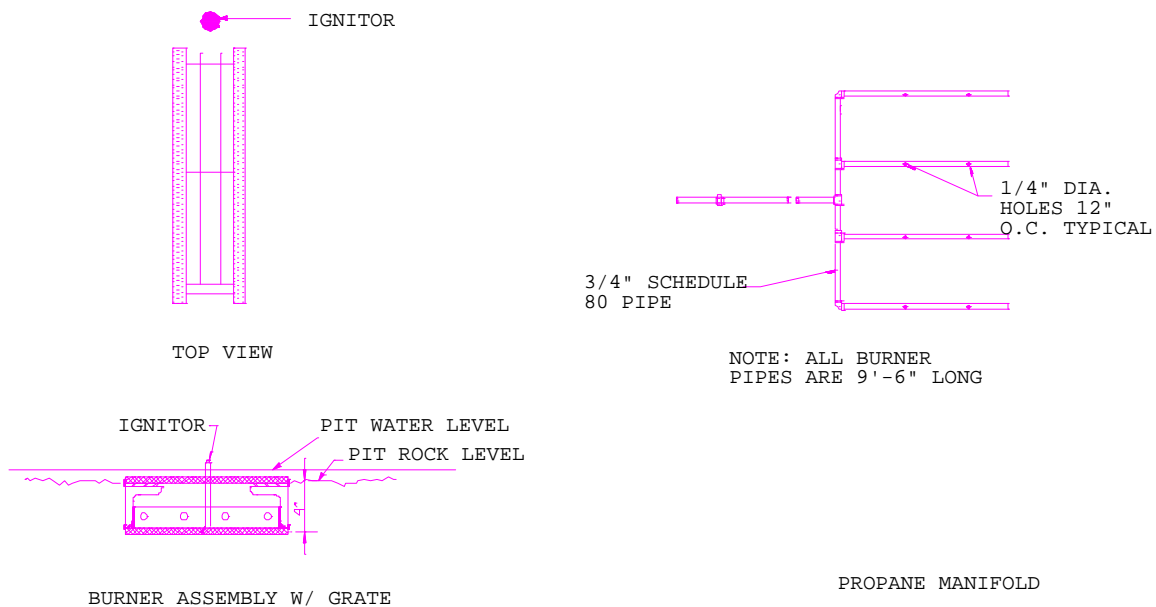 IGNITOR
TOP VIEW
1/4" DIA.
HOLES 12"
O.C. TYPICAL
3/4" SCHEDULE
80 PIPE
NOTE: ALL BURNER
PIPES ARE 9'-6" LONG
IGNITOR
PIT WATER LEVEL
PIT ROCK LEVEL
4"
BURNER ASSEMBLY W/ GRATE
PROPANE MANIFOLD